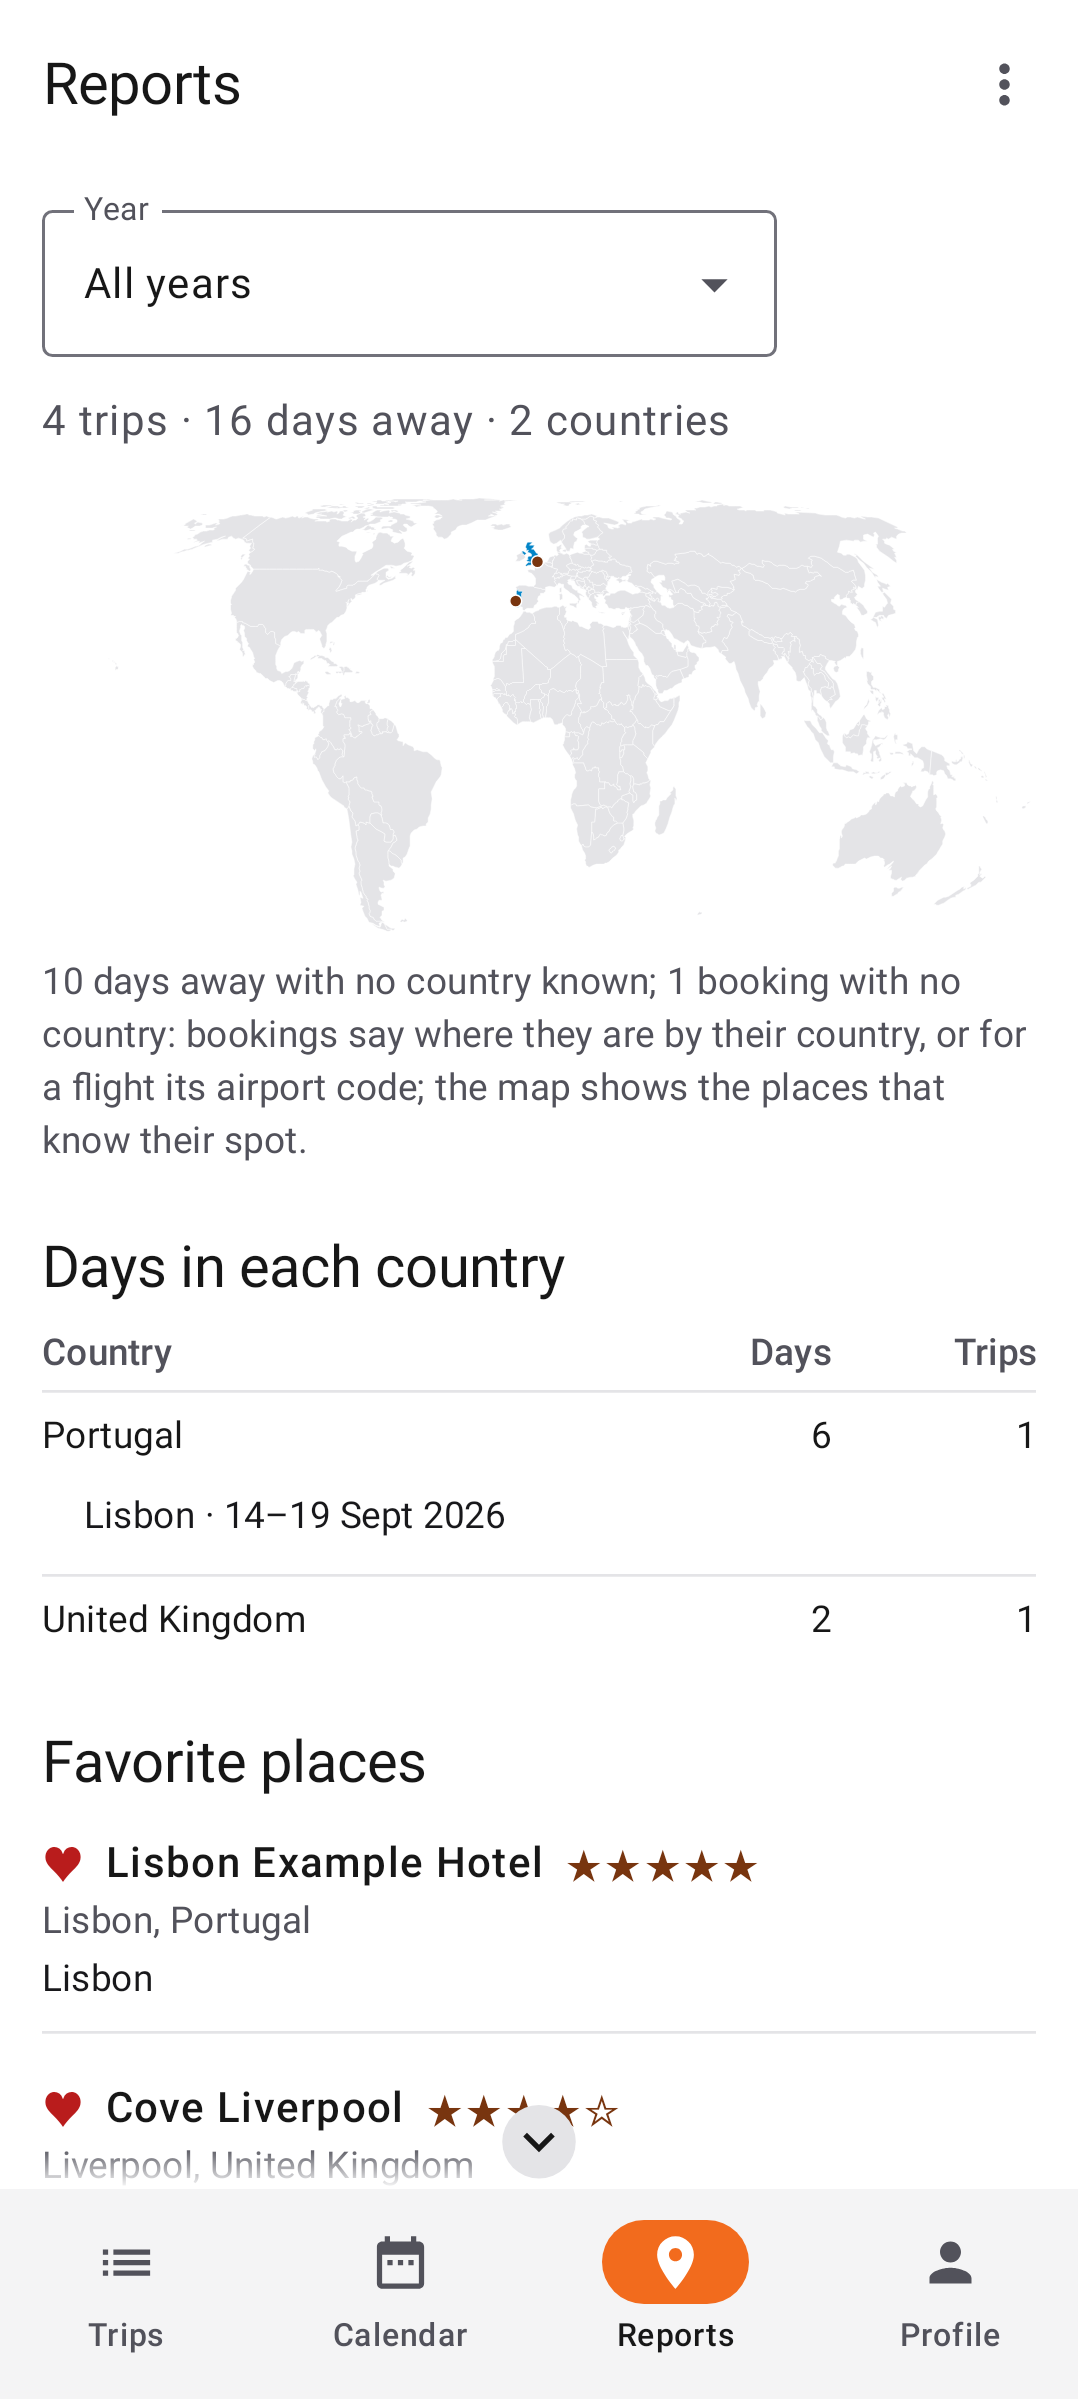 Reports
Year
All years
4 trips · 16 days away · 2 countries
10 days away with no country known; 1 booking with no
country: bookings say where they are by their country, or for
a flight its airport code; the map shows the places that
know their spot.
Days in each country
Country Days Trips
Portugal 6 1
Lisbon · 14–19 Sept 2026
United Kingdom 2 1
Favorite places
Lisbon Example Hotel ★★★★★
Lisbon, Portugal
Lisbon
Cove Liverpool ★★★★☆
Liverpool, United Kingdom
Trips Calendar Reports Profile